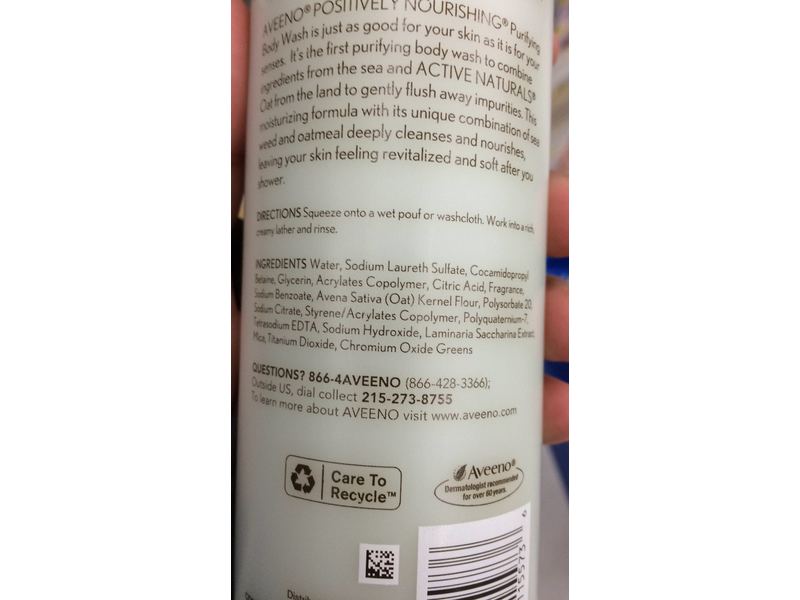 AVEENO® POSITIVELY NOURISHING® Purifying
Body Wash is just as good for your skin as it is for your
senses. It's the first purifying body wash to combine
ingredients from the sea and ACTIVE NATURALS®
Oat from the land to gently flush away impurities. This
moisturizing formula with its unique combination of sea
weed and oatmeal deeply cleanses and nourishes,
leaving your skin feeling revitalized and soft after you
shower.
DIRECTIONS Squeeze onto a wet pouf or washcloth. Work into a rich,
creamy lather and rinse.
INGREDIENTS Water, Sodium Laureth Sulfate, Cocamidopropyl
Betaine, Glycerin, Acrylates Copolymer, Citric Acid, Fragrance,
Sodium Benzoate, Avena Sativa (Oat) Kernel Flour, Polysorbate 20,
Sodium Citrate, Styrene/Acrylates Copolymer, Polyquaternium-7,
Tetrasodium EDTA, Sodium Hydroxide, Laminaria Saccharina Extract,
Mica, Titanium Dioxide, Chromium Oxide Greens
QUESTIONS? 866-4AVEENO (866-428-3366);
Outside US, dial collect 215-273-8755
To learn more about AVEENO visit www.aveeno.com
Care To
Recycle™
Aveeno®
Dermatologist recommended
for over 60 years.
15573 6